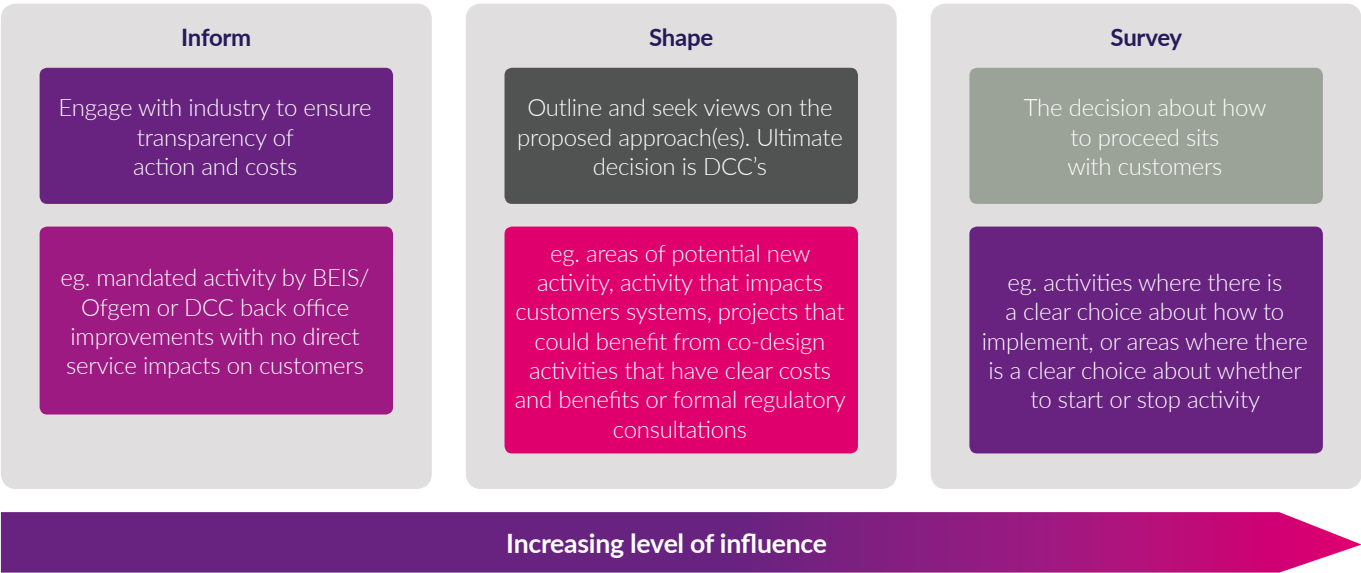 Inform
Engage with industry to ensure
transparency of
action and costs
eg. mandated activity by BEIS/
Ofgem or DCC back office
improvements with no direct
service impacts on customers
Shape
Outline and seek views on the
proposed approach(es). Ultimate
decision is DCC’s
eg. areas of potential new
activity, activity that impacts
customers systems, projects that
could benefit from co-design
activities that have clear costs
and benefits or formal regulatory
consultations
Survey
The decision about how
to proceed sits
with customers
eg. activities where there is
a clear choice about how to
implement, or areas where there
is a clear choice about whether
to start or stop activity
Increasing level of influence